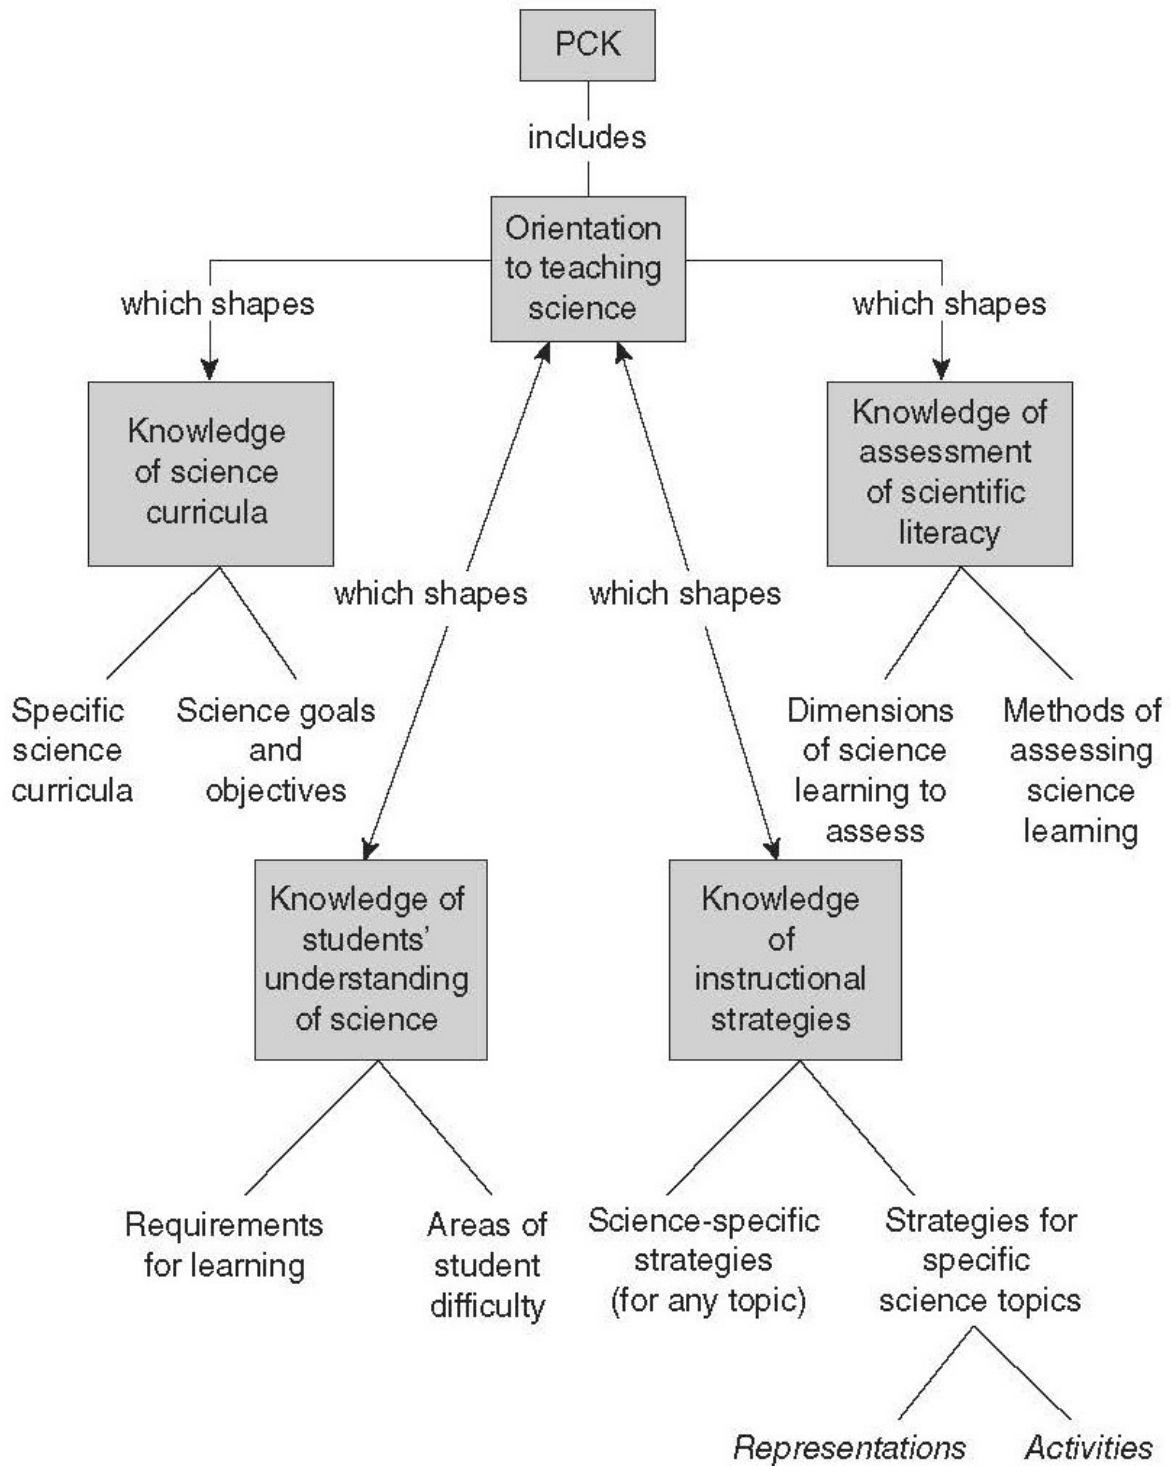 PCK
includes
Orientation
to teaching
science
which shapes
which shapes
Knowledge
of science
curricula
Knowledge of
assessment
of scientific
literacy
which shapes
which shapes
Specific
science
curricula
Science goals
and
objectives
Dimensions
of science
learning to
assess
Methods of
assessing
science
learning
Knowledge of
students’
understanding
of science
Knowledge
of
instructional
strategies
Requirements
for learning
Areas of
student
difficulty
Science-specific
strategies
(for any topic)
Strategies for
specific
science topics
Representations
Activities